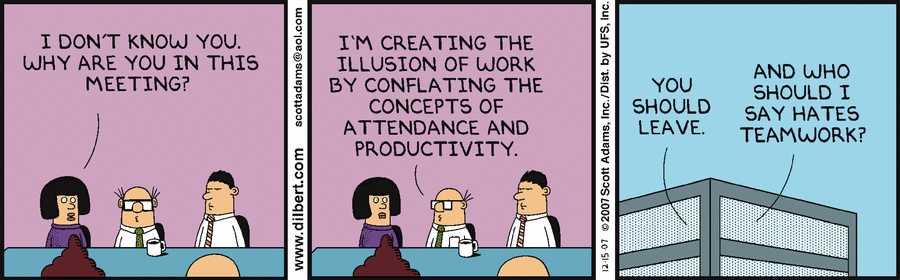 I DON'T KNOW YOU.
WHY ARE YOU IN THIS
MEETING?
www.dilbert.com
scottadams@aol.com
I'M CREATING THE
ILLUSION OF WORK
BY CONFLATING THE
CONCEPTS OF
ATTENDANCE AND
PRODUCTIVITY.
12-15-07 © 2007 Scott Adams, Inc./Dist. by UFS, Inc.
YOU
SHOULD
LEAVE.
AND WHO
SHOULD I
SAY HATES
TEAMWORK?